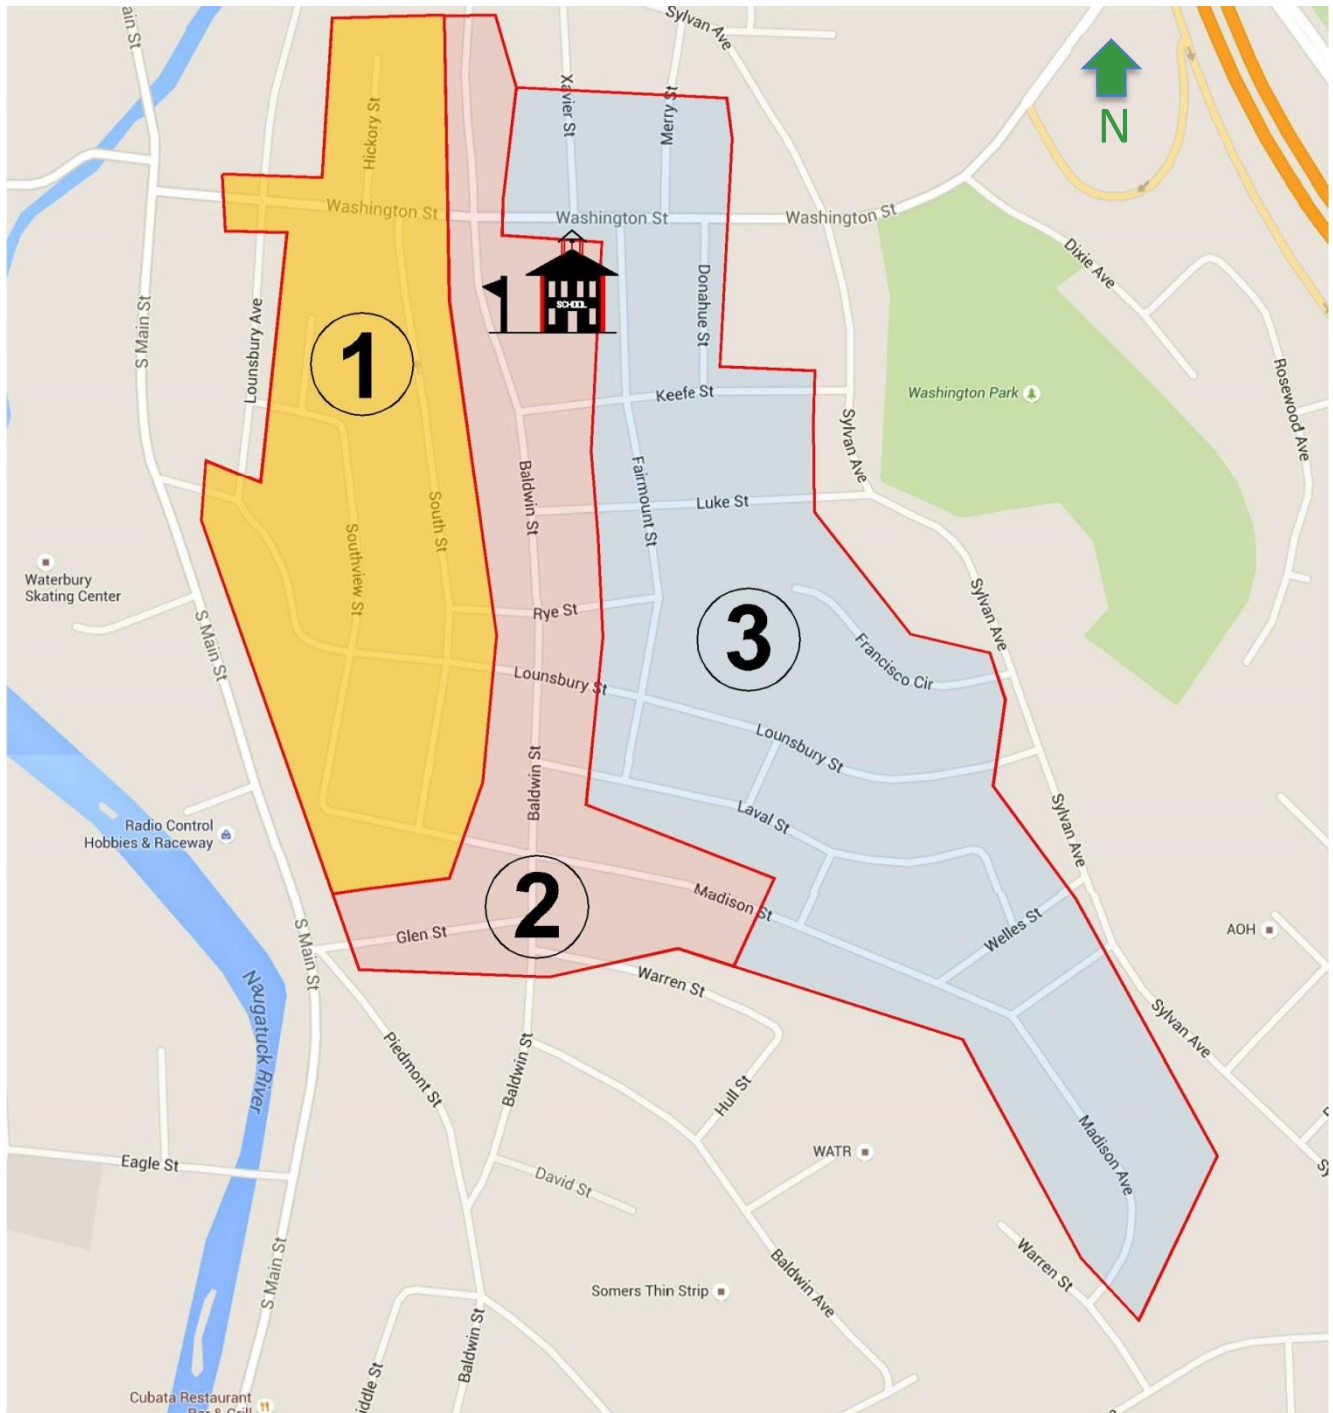 ain St
Sylvan Ave
Xavier St
Merry St
Hickory St
N
Washington St
Washington St
Washington St
Dixie Ave
SCHOOL
Donahue St
S Main St
Lounsbury Ave
1
Keefe St
Washington Park
Rosewood Ave
Sylvan Ave
Baldwin St
Fairmount St
South St
Luke St
Southview St
Waterbury
Skating Center
Rye St
S Main St
3
Sylvan Ave
Francisco Cir
Lounsbury St
Lounsbury St
Baldwin St
Laval St
Sylvan Ave
Radio Control
Hobbies & Raceway
2
Madison St
Glen St
Welles St
AOH
S Main St
Warren St
Naugatuck River
Piedmont St
Baldwin St
Sylvan Ave
Hull St
Madison Ave
WATR
Eagle St
David St
Warren St
S Main St
Somers Thin Strip
Baldwin Ave
Baldwin St
iddle St
Cubata Restaurant